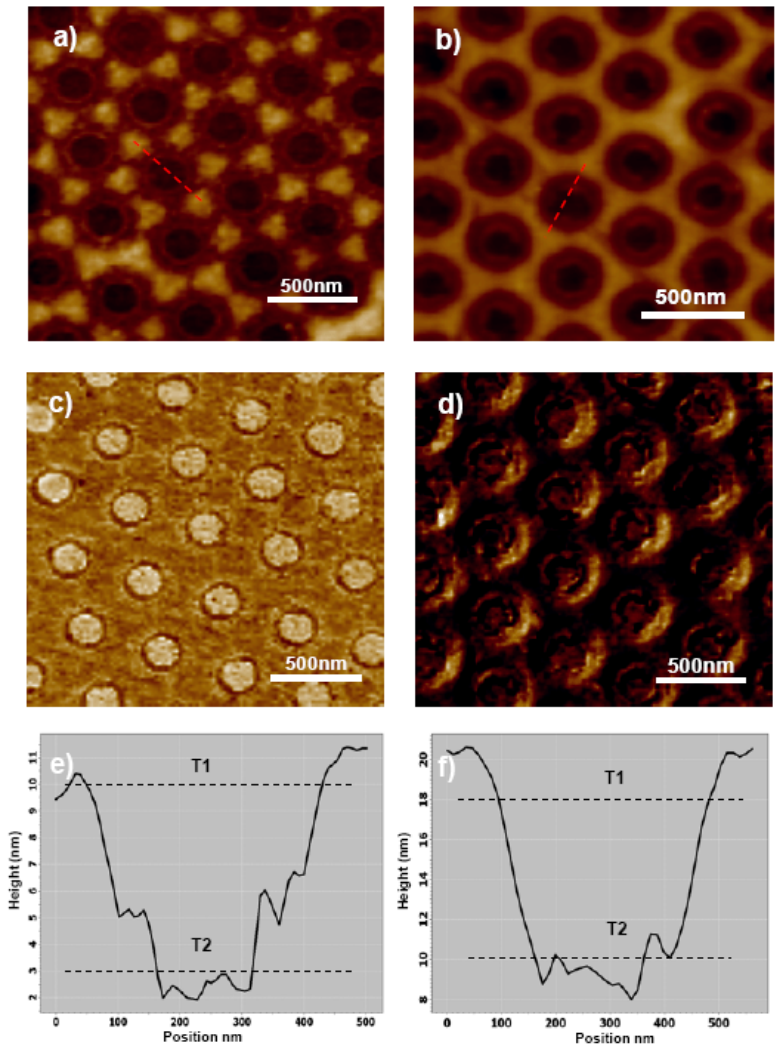 a)
b)
500nm
500nm
c)
d)
500nm
500nm
e)
T1
T2
Height (nm)
11
10
9
8
7
6
5
4
3
2
0 100 200 300 400 500
Position nm
f)
T1
T2
Height (nm)
20
18
16
14
12
10
8
0 100 200 300 400 500
Position nm